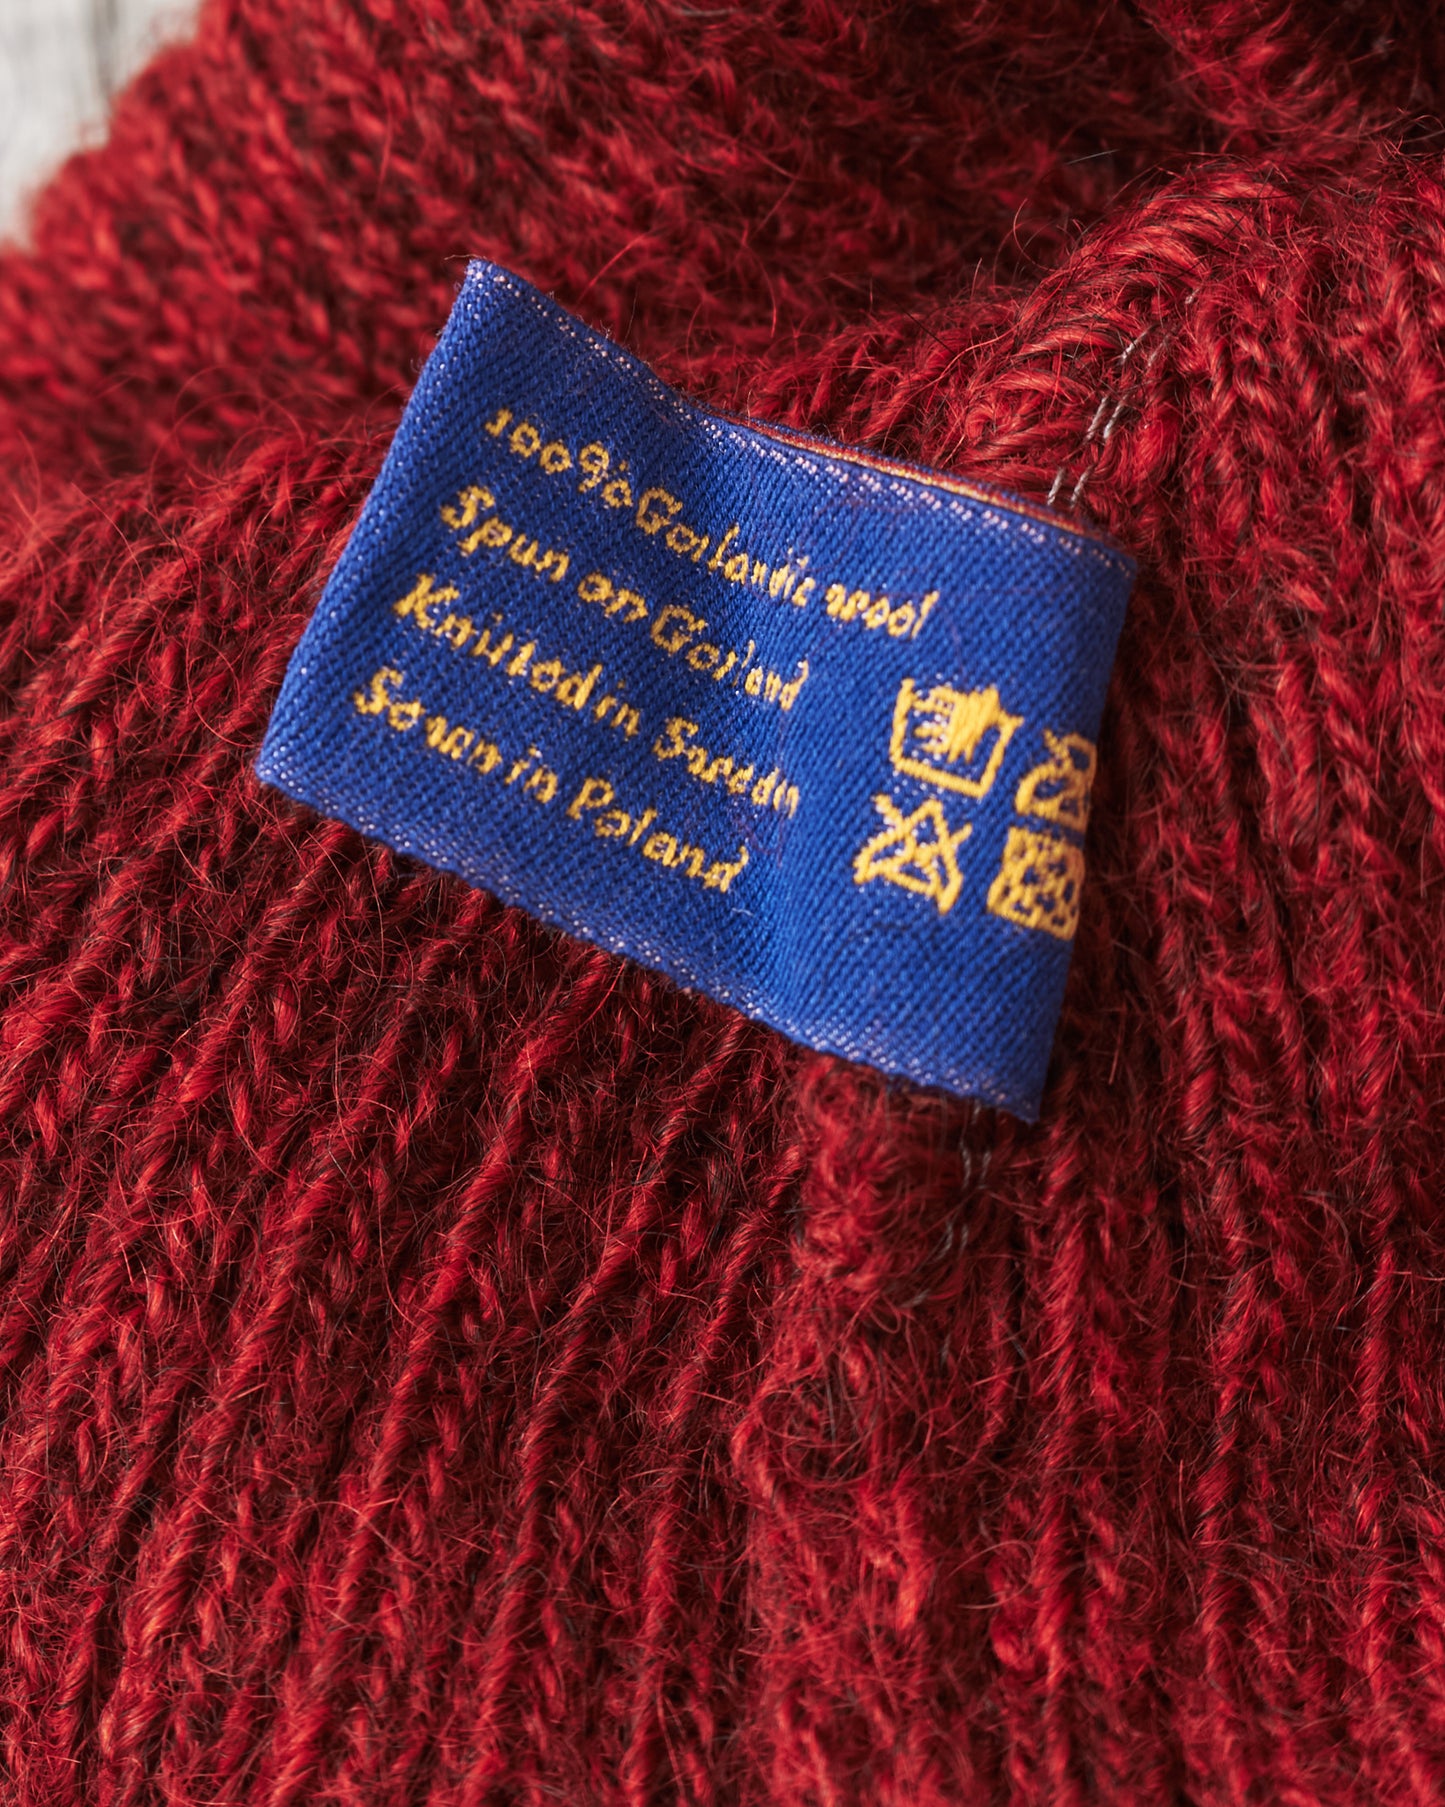 100% Gotlandic wool
Spun on Gotland
Knitted in Sweden
Sewn in Poland